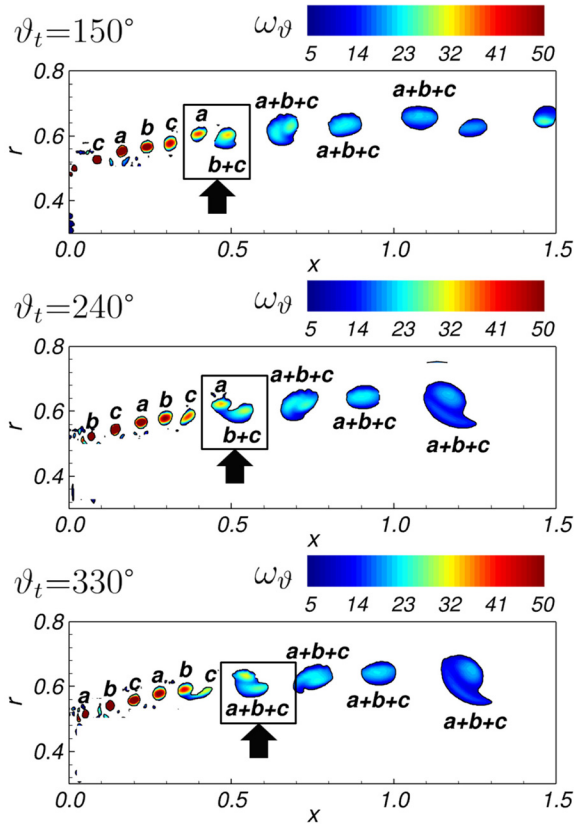 ϑt=150°
ωϑ
5 14 23 32 41 50
0.8
a+b+c
a+b+c
c a b c
a
0.6
r
b+c
a+b+c
0.4
0.0 0.5 1.0 1.5
x
ϑt=240°
ωϑ
5 14 23 32 41 50
0.8
a
a+b+c
b c a b c
0.6
r
b+c
a+b+c
a+b+c
0.4
0.0 0.5 1.0 1.5
x
ϑt=330°
ωϑ
5 14 23 32 41 50
0.8
a+b+c
a b c a b c
0.6
r
a+b+c
a+b+c
a+b+c
0.4
0.0 0.5 1.0 1.5
x